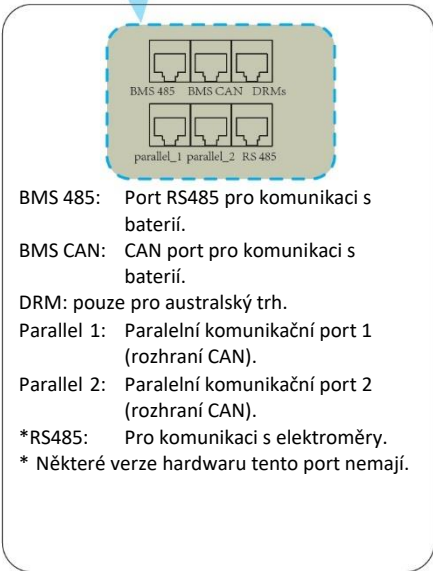 BMS 485 BMS CAN DRMs
parallel_1 parallel_2 RS 485
BMS 485: Port RS485 pro komunikaci s
baterií.
BMS CAN: CAN port pro komunikaci s
baterií.
DRM: pouze pro australský trh.
Parallel 1: Paralelní komunikační port 1
(rozhraní CAN).
Parallel 2: Paralelní komunikační port 2
(rozhraní CAN).
*RS485: Pro komunikaci s elektroměry.
* Některé verze hardwaru tento port nemají.